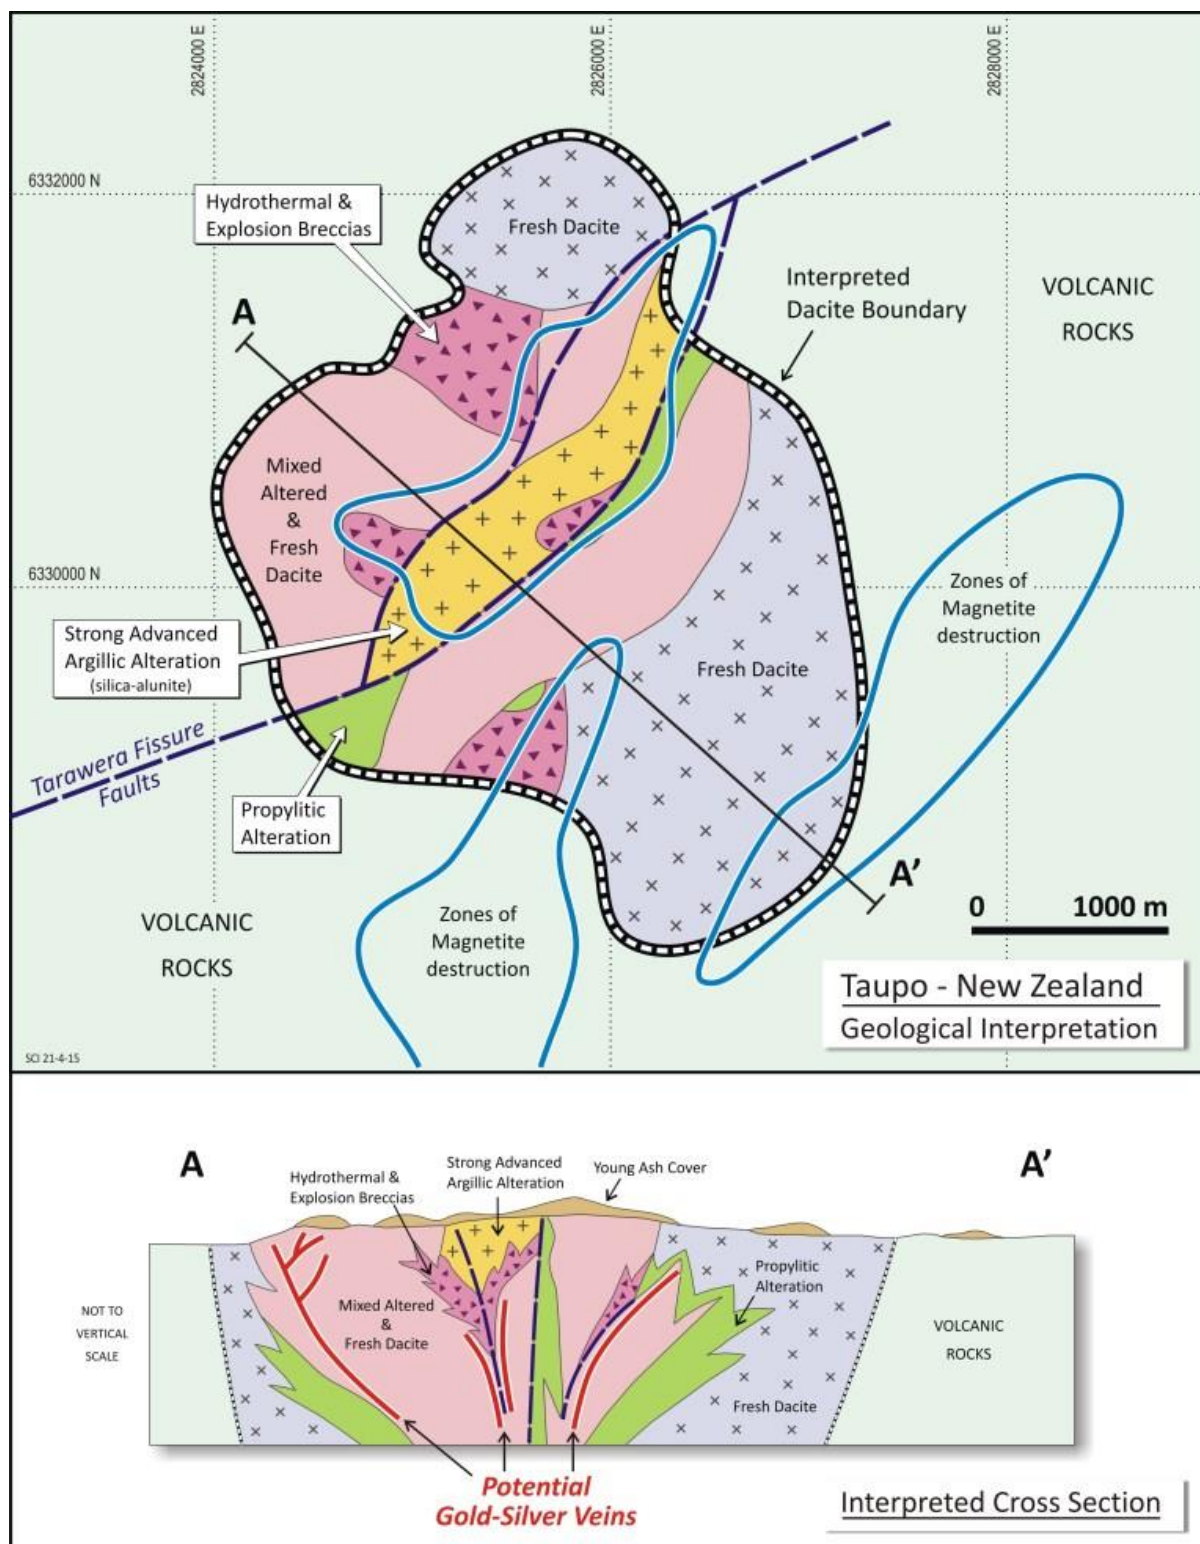 2824000 E
2826000 E
2828000 E
6332000 N
Hydrothermal &
Explosion Breccias
Fresh Dacite
A
Interpreted
Dacite Boundary
VOLCANIC
ROCKS
Mixed
Altered
&
Fresh
Dacite
6330000 N
Zones of
Magnetite
destruction
Strong Advanced
Argillic Alteration
(silica-alunite)
Fresh Dacite
Tarawera Fissure
Faults
Propylitic
Alteration
A'
VOLCANIC
ROCKS
Zones of
Magnetite
destruction
0 1000 m
Taupo - New Zealand
Geological Interpretation
SCI 21-4-15
A
Hydrothermal &
Explosion Breccias
Strong Advanced
Argillic Alteration
Young Ash Cover
A'
NOT TO
VERTICAL
SCALE
Mixed Altered
&
Fresh Dacite
Propylitic
Alteration
VOLCANIC
ROCKS
Fresh Dacite
Potential
Gold-Silver Veins
Interpreted Cross Section